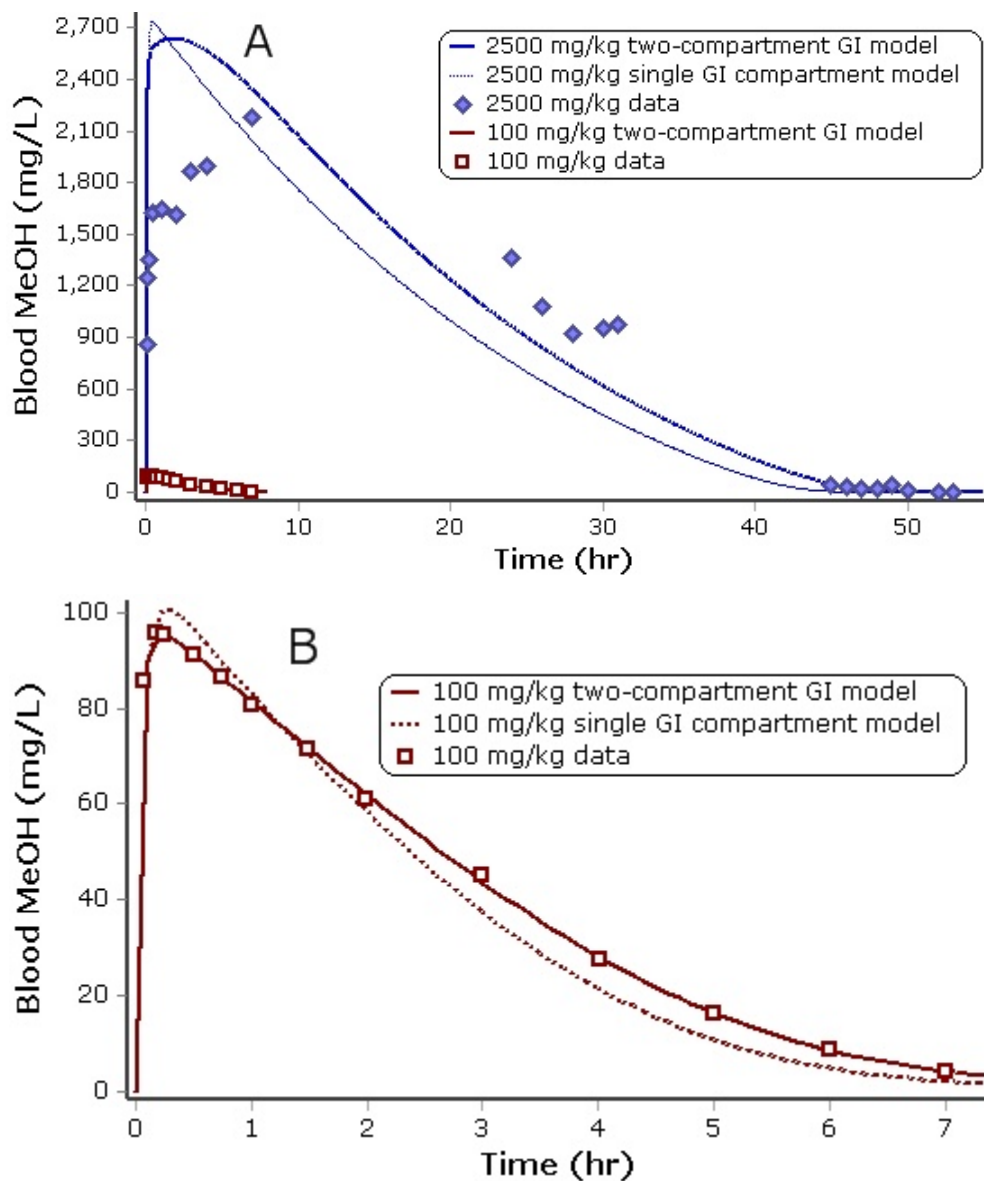 A
2,700
2,400
2,100
1,800
1,500
1,200
900
600
300
0
Blood MeOH (mg/L)
2500 mg/kg two-compartment GI model
2500 mg/kg single GI compartment model
2500 mg/kg data
100 mg/kg two-compartment GI model
100 mg/kg data
0 10 20 30 40 50
Time (hr)
B
100
80
60
40
20
0
Blood MeOH (mg/L)
100 mg/kg two-compartment GI model
100 mg/kg single GI compartment model
100 mg/kg data
0 1 2 3 4 5 6 7
Time (hr)